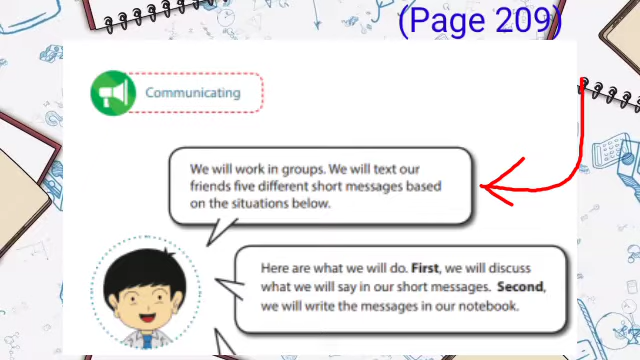 (Page 209)
Communicating
We will work in groups. We will text our
friends five different short messages based
on the situations below.
Here are what we will do. First, we will discuss
what we will say in our short messages. Second,
we will write the messages in our notebook.